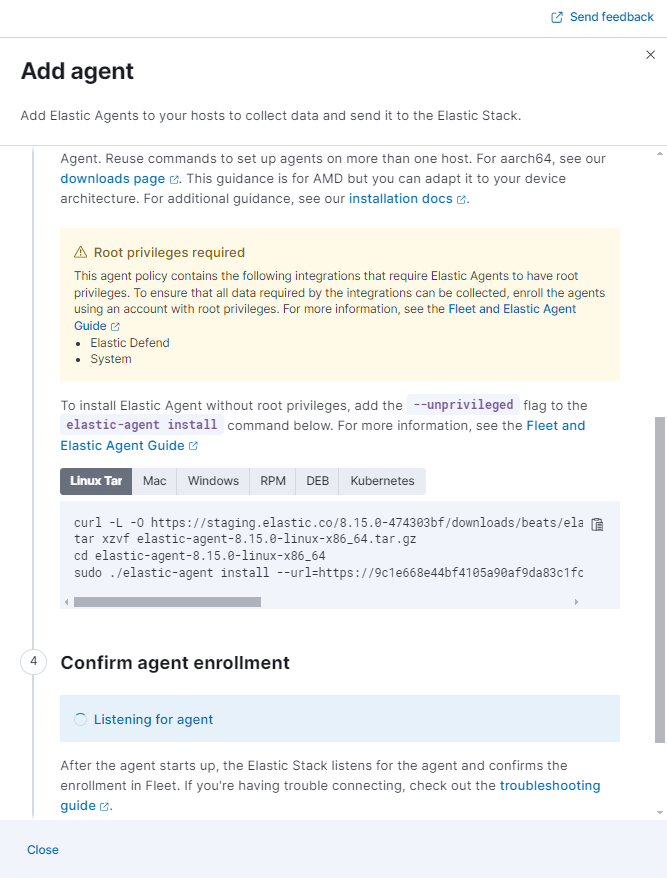 Send feedback
Add agent
Add Elastic Agents to your hosts to collect data and send it to the Elastic Stack.
Agent. Reuse commands to set up agents on more than one host. For aarch64, see our
downloads page. This guidance is for AMD but you can adapt it to your device
architecture. For additional guidance, see our installation docs.
Root privileges required
This agent policy contains the following integrations that require Elastic Agents to have root
privileges. To ensure that all data required by the integrations can be collected, enroll the agents
using an account with root privileges. For more information, see the Fleet and Elastic Agent
Guide
• Elastic Defend
• System
To install Elastic Agent without root privileges, add the --unprivileged flag to the
elastic-agent install command below. For more information, see the Fleet and
Elastic Agent Guide
Linux Tar Mac Windows RPM DEB Kubernetes
curl -L -O https://staging.elastic.co/8.15.0-474303bf/downloads/beats/ela
tar xzvf elastic-agent-8.15.0-linux-x86_64.tar.gz
cd elastic-agent-8.15.0-linux-x86_64
sudo ./elastic-agent install --url=https://9c1e668e44bf4105a90af9da83c1fc
4 Confirm agent enrollment
Listening for agent
After the agent starts up, the Elastic Stack listens for the agent and confirms the
enrollment in Fleet. If you're having trouble connecting, check out the troubleshooting
guide.
Close